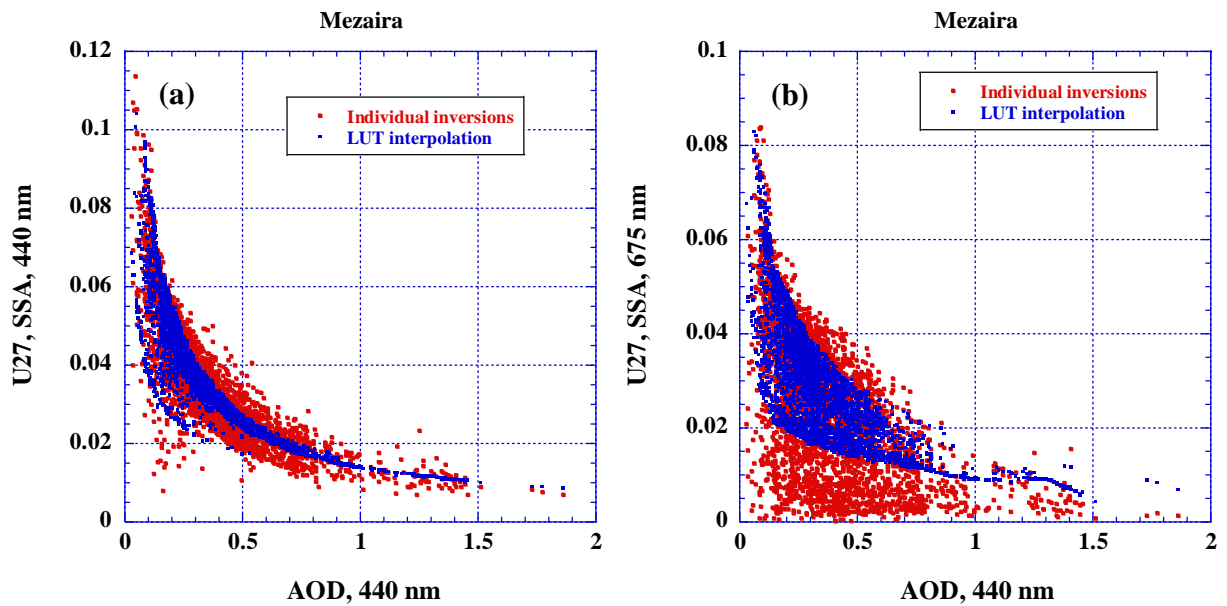 Mezaira
(a)
Individual inversions
LUT interpolation
U27, SSA, 440 nm
0.12
0.1
0.08
0.06
0.04
0.02
0
0
0.5
1
1.5
2
AOD, 440 nm
Mezaira
(b)
Individual inversions
LUT interpolation
U27, SSA, 675 nm
0.1
0.08
0.06
0.04
0.02
0
0
0.5
1
1.5
2
AOD, 440 nm